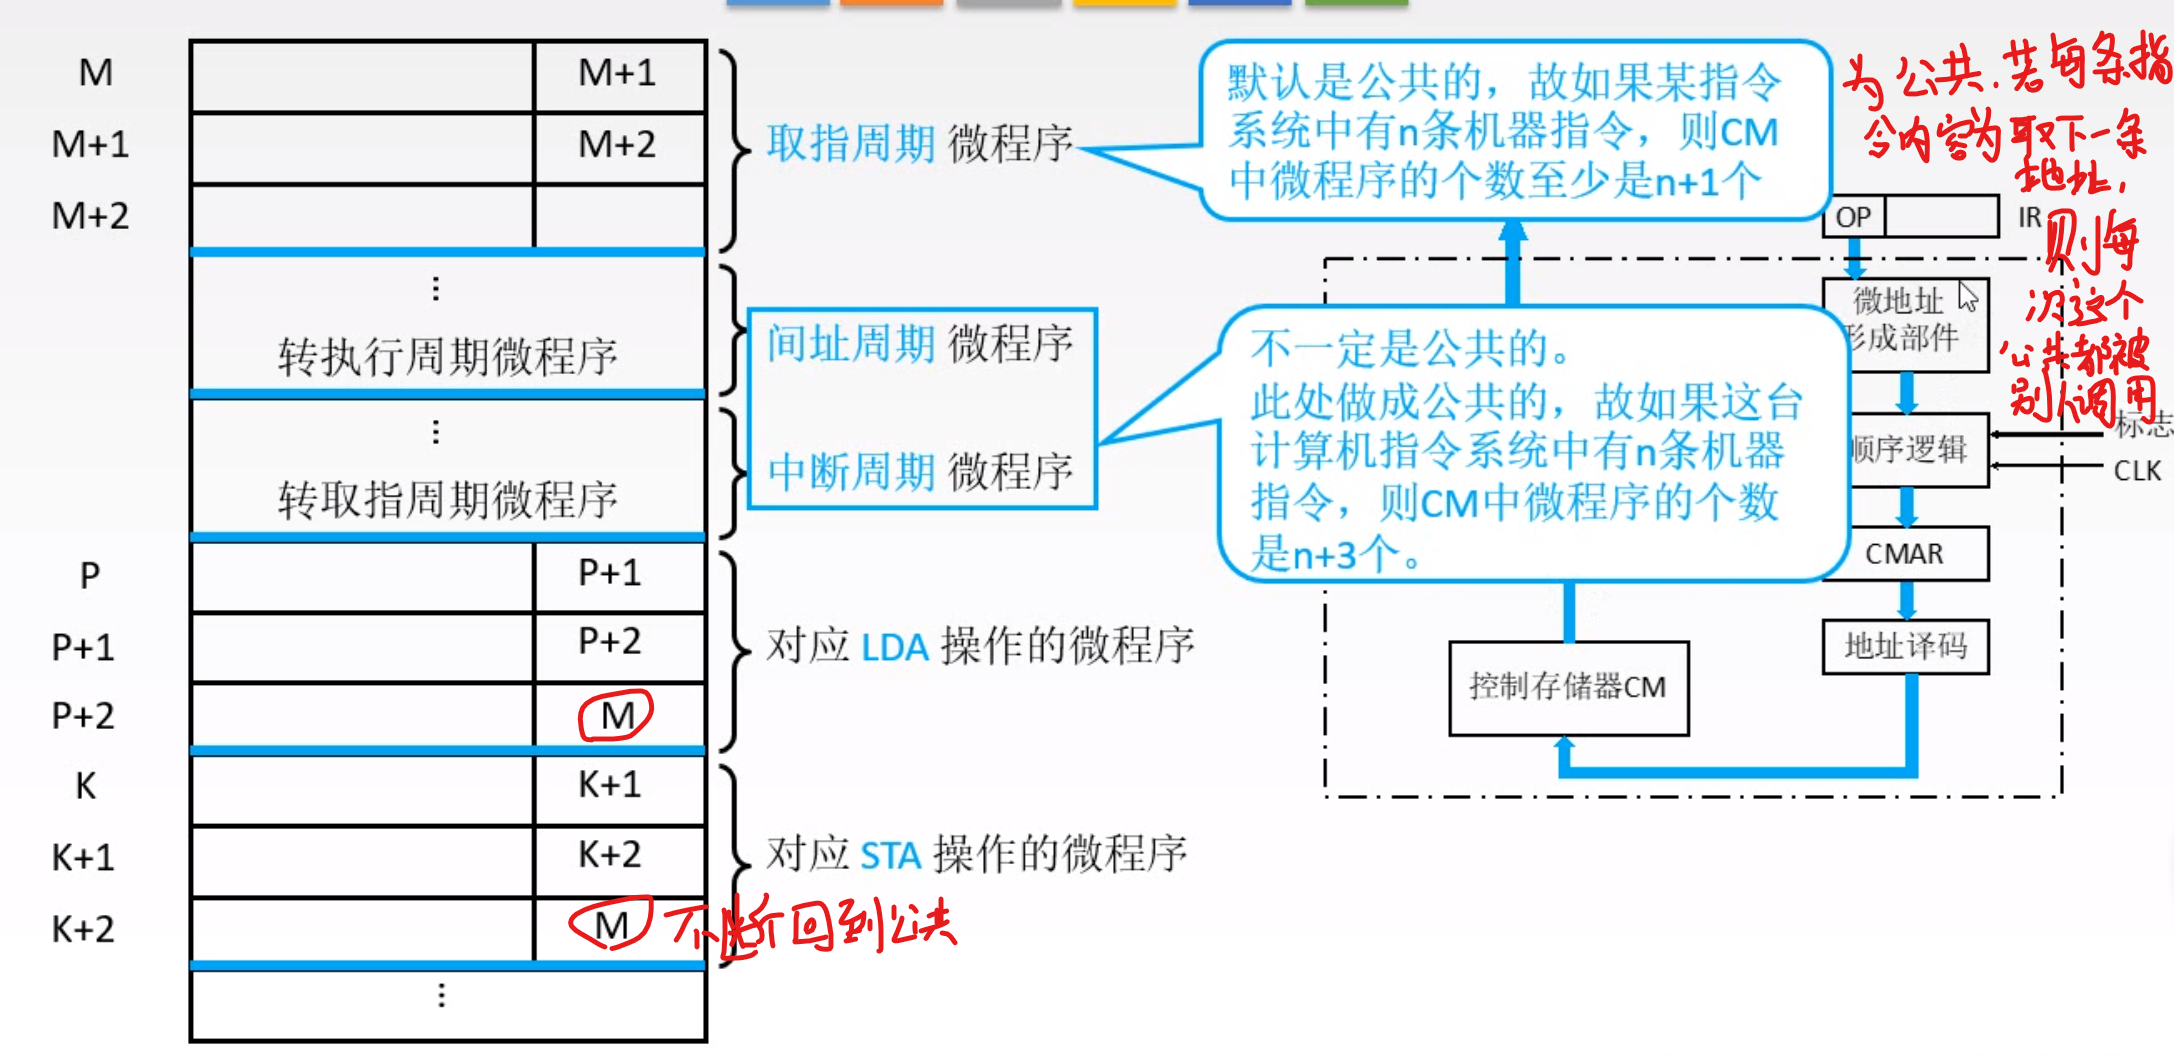 M
M+1
M+1
M+2
M+2
取指周期 微程序
⋮
转执行周期微程序
间址周期 微程序
⋮
转取指周期微程序
中断周期 微程序
P
P+1
P+1
P+2
P+2
M
对应 LDA 操作的微程序
K
K+1
K+1
K+2
K+2
M
对应 STA 操作的微程序
不断回到公共
⋮
默认是公共的，故如果某指令
系统中有n条机器指令，则CM
中微程序的个数至少是n+1个
不一定是公共的。
此处做成公共的，故如果这台
计算机指令系统中有n条机器
指令，则CM中微程序的个数
是n+3个。
为公共.若每条指
令内容为取下一条
地址，
则每
次这个
公共都被
别人调用
OP
IR
微地址
形成部件
顺序逻辑
标志
CLK
CMAR
地址译码
控制存储器CM